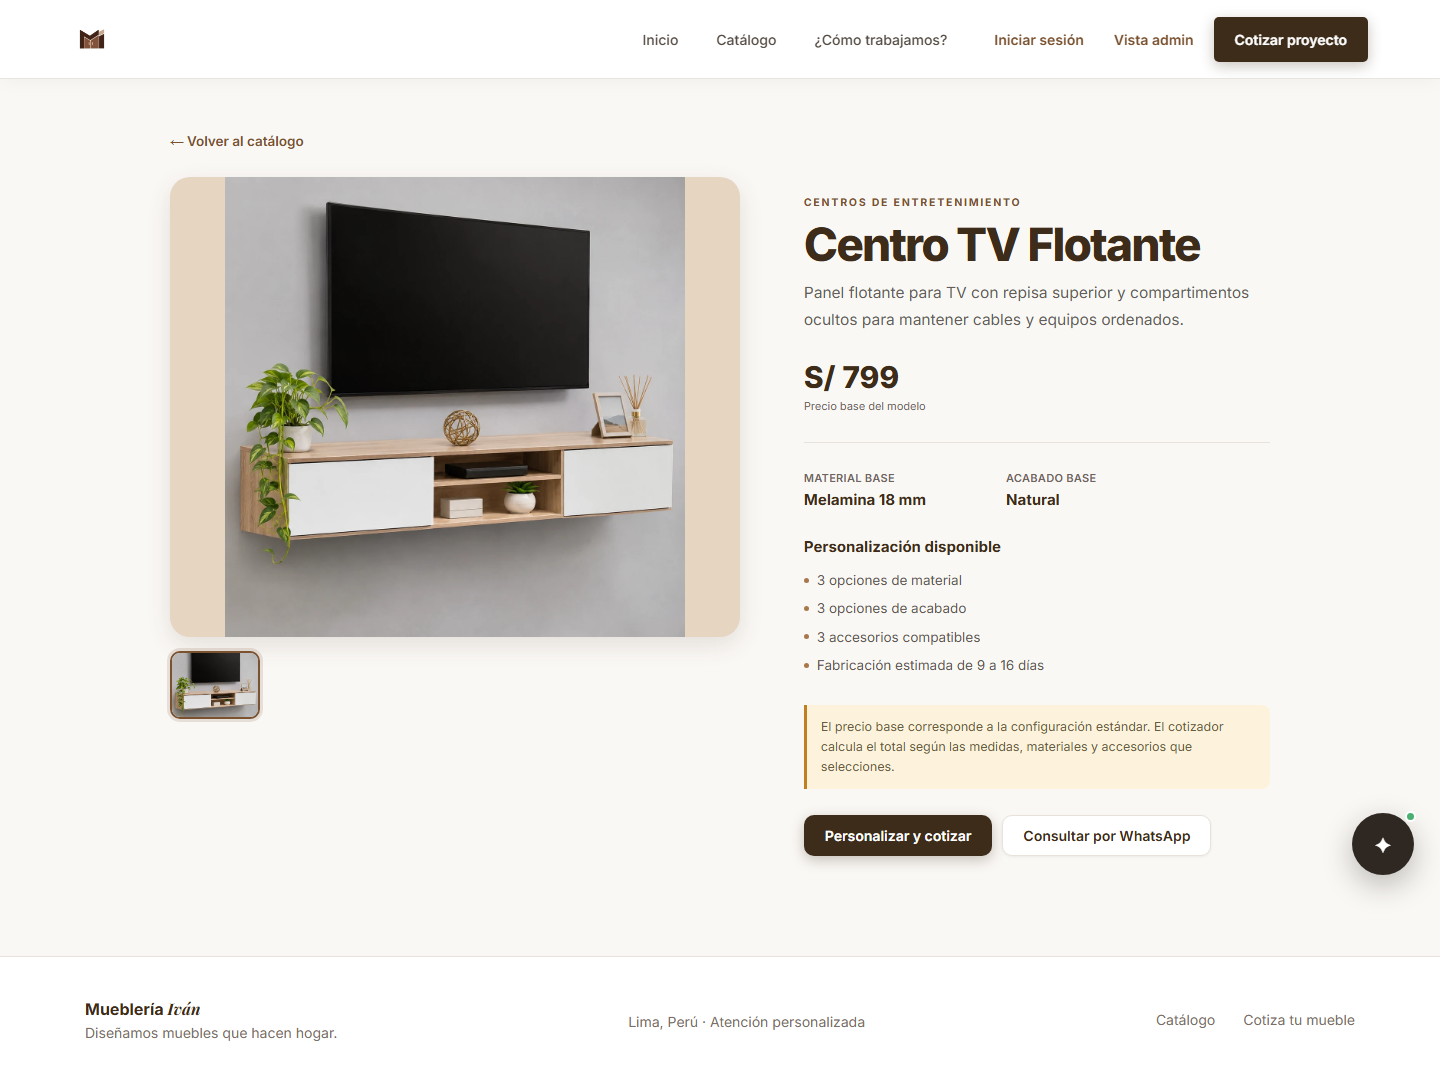 Inicio
Catálogo
¿Cómo trabajamos?
Iniciar sesión
Vista admin
Cotizar proyecto
← Volver al catálogo
CENTROS DE ENTRETENIMIENTO
Centro TV Flotante
Panel flotante para TV con repisa superior y compartimentos
ocultos para mantener cables y equipos ordenados.
S/ 799
Precio base del modelo
MATERIAL BASE
Melamina 18 mm
ACABADO BASE
Natural
Personalización disponible
3 opciones de material
3 opciones de acabado
3 accesorios compatibles
Fabricación estimada de 9 a 16 días
El precio base corresponde a la configuración estándar. El cotizador
calcula el total según las medidas, materiales y accesorios que
selecciones.
Personalizar y cotizar
Consultar por WhatsApp
Mueblería Iván
Diseñamos muebles que hacen hogar.
Lima, Perú · Atención personalizada
Catálogo
Cotiza tu mueble